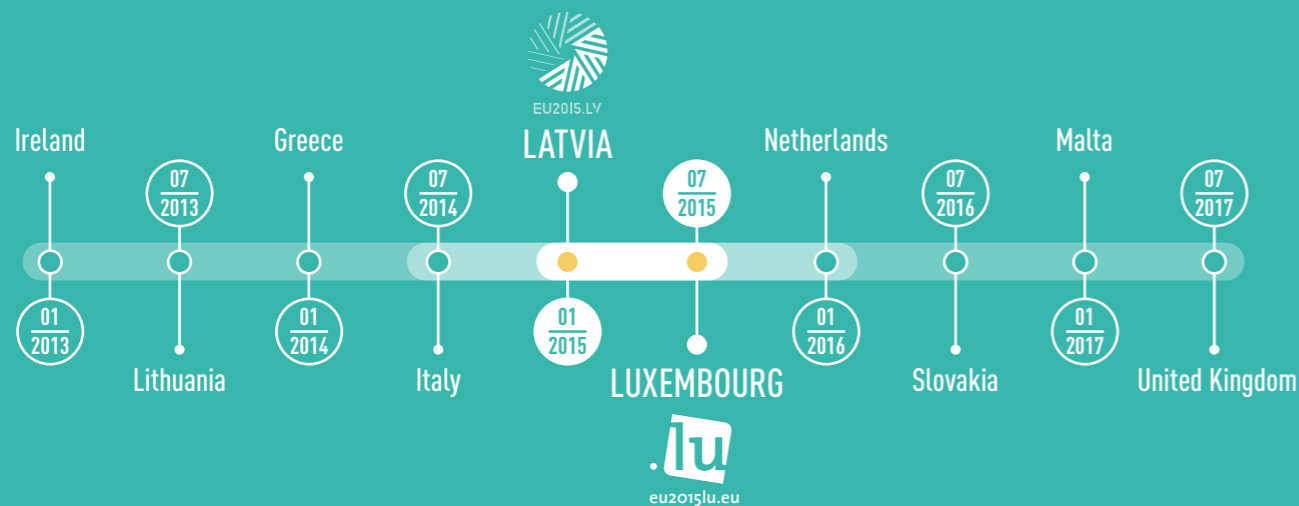 EU2015.LV
Ireland
Greece
LATVIA
Netherlands
Malta
07
2013
07
2014
07
2015
07
2016
07
2017
01
2013
01
2014
01
2015
01
2016
01
2017
Lithuania
Italy
LUXEMBOURG
Slovakia
United Kingdom
.lu
eu2015lu.eu